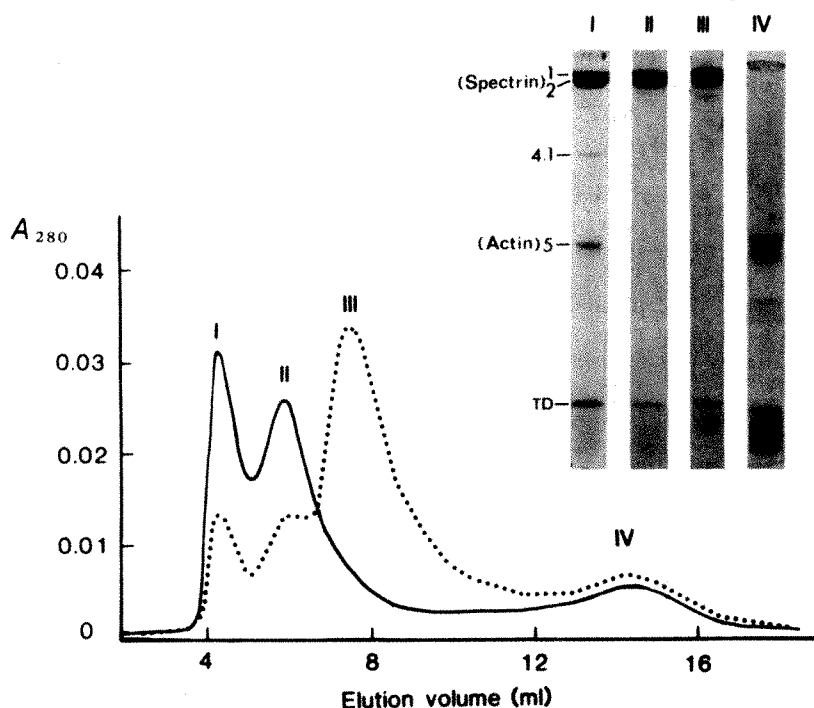 I II III IV
(Spectrin) 1
2
4.1
(Actin) 5
TD
A280
0.04
0.03
0.02
0.01
0
I
II
III
IV
4 8 12 16
Elution volume (ml)